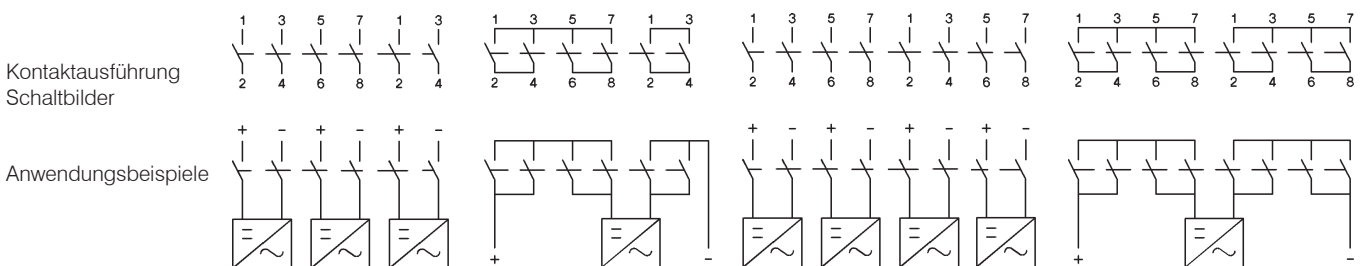 1 3 5 7 1 3 1 3 5 7 1 3 1 3 5 7 1 3 5 7 1 3 5 7 1 3 5 7
Kontaktausführung
Schaltbilder
2 4 6 8 2 4 2 4 6 8 2 4 2 4 6 8 2 4 6 8 2 4 6 8 2 4 6 8
+ - + - + - + - + - + - + -
Anwendungsbeispiele
= ~ = ~ = ~ = ~ = ~ = ~ = ~ = ~ = ~
+ - + -